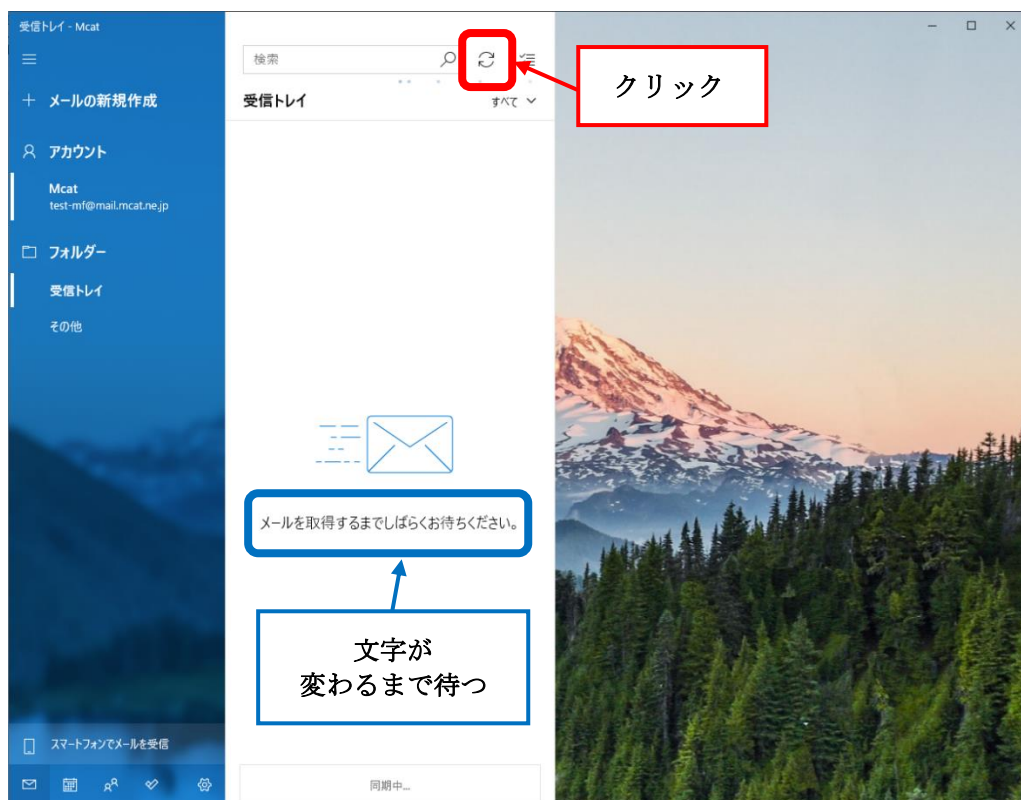 受信トレイ - Mcat
検索
クリック
メールの新規作成
受信トレイ
すべて
アカウント
Mcat
test-mf@mail.mcat.ne.jp
フォルダー
受信トレイ
その他
メールを取得するまでしばらくお待ちください。
文字が
変わるまで待つ
スマートフォンでメールを受信
同期中...